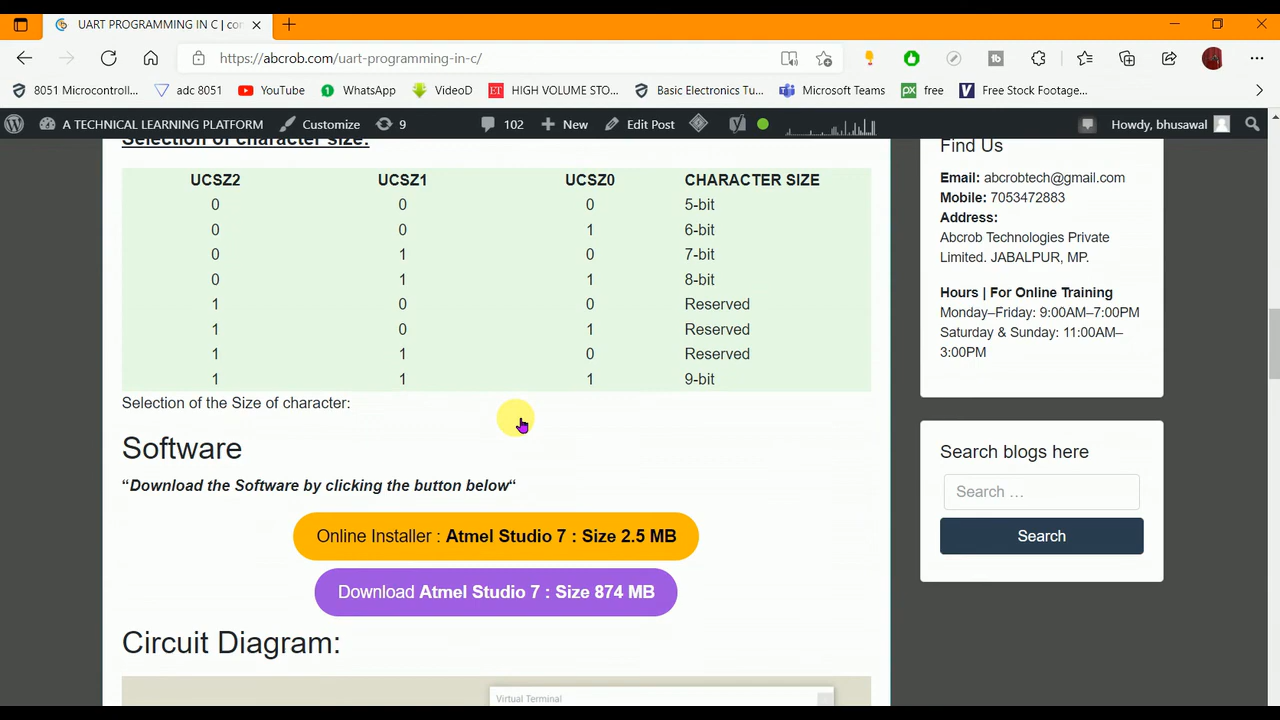 UART PROGRAMMING IN C | co
https://abcrob.com/uart-programming-in-c/
8051 Microcontroll...
adc 8051
YouTube
WhatsApp
VideoD
HIGH VOLUME STO...
Basic Electronics Tu...
Microsoft Teams
free
Free Stock Footage...
A TECHNICAL LEARNING PLATFORM
Customize
9
102
New
Edit Post
Howdy, bhusawal
Selection of character size:
UCSZ2 UCSZ1 UCSZ0 CHARACTER SIZE
0 0 0 5-bit
0 0 1 6-bit
0 1 0 7-bit
0 1 1 8-bit
1 0 0 Reserved
1 0 1 Reserved
1 1 0 Reserved
1 1 1 9-bit
Selection of the Size of character:
Software
“Download the Software by clicking the button below“
Online Installer : Atmel Studio 7 : Size 2.5 MB
Download Atmel Studio 7 : Size 874 MB
Circuit Diagram:
Virtual Terminal
Find Us
Email: abcrobtech@gmail.com
Mobile: 7053472883
Address:
Abcrob Technologies Private
Limited. JABALPUR, MP.
Hours | For Online Training
Monday–Friday: 9:00AM–7:00PM
Saturday & Sunday: 11:00AM–
3:00PM
Search blogs here
Search …
Search